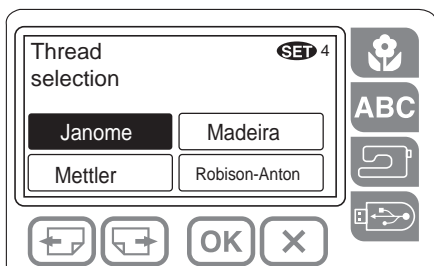 Thread
selection
SET 4
Janome Madeira
Mettler Robison-Anton
ABC
OK